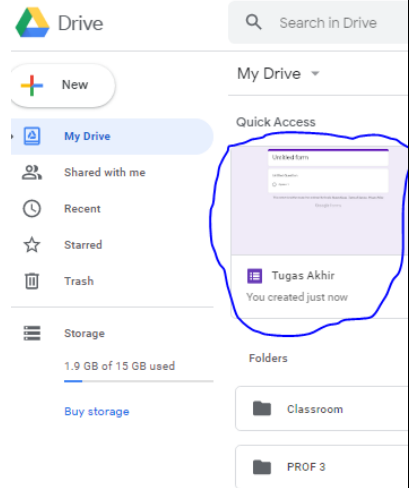 Drive
Search in Drive
New
My Drive
My Drive
Shared with me
Recent
Starred
Trash
Storage
1.9 GB of 15 GB used
Buy storage
Quick Access
Untitled form
Tugas Akhir
You created just now
Folders
Classroom
PROF 3